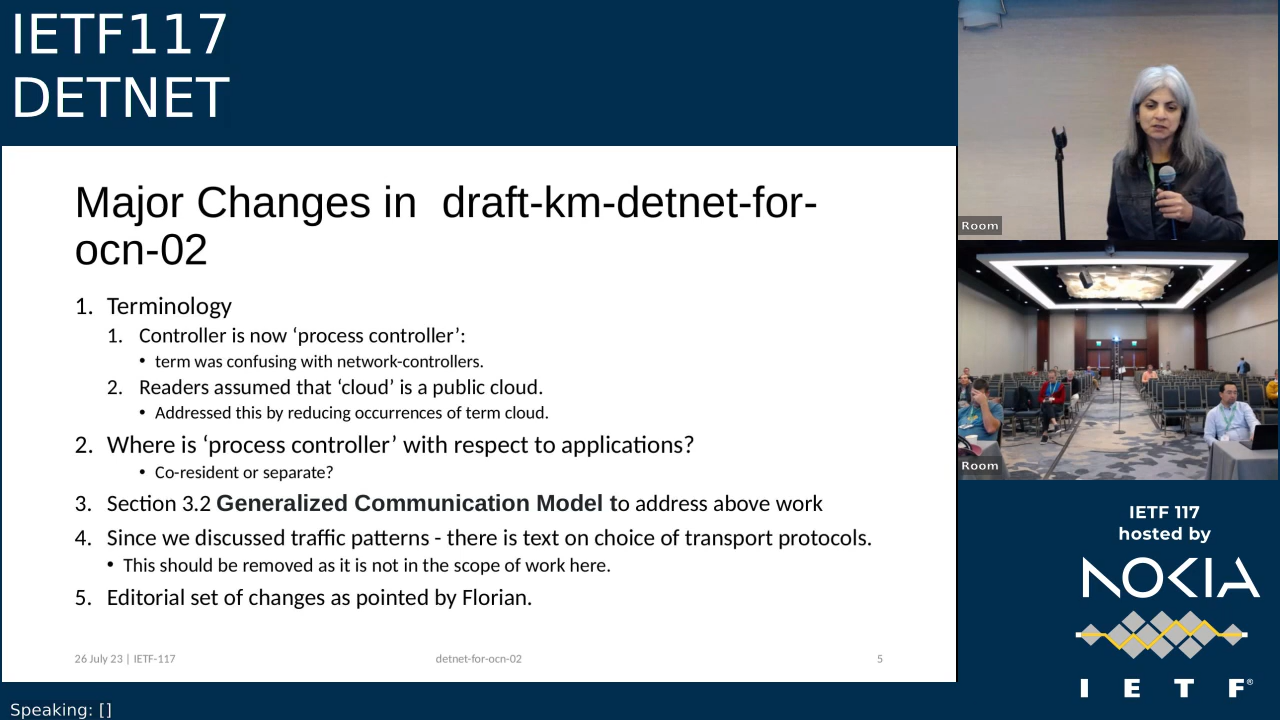 IETF117
DETNET
Major Changes in draft-km-detnet-for-
ocn-02
1. Terminology
1. Controller is now ‘process controller’:
• term was confusing with network-controllers.
2. Readers assumed that ‘cloud’ is a public cloud.
• Addressed this by reducing occurrences of term cloud.
2. Where is ‘process controller’ with respect to applications?
• Co-resident or separate?
3. Section 3.2 Generalized Communication Model to address above work
4. Since we discussed traffic patterns - there is text on choice of transport protocols.
• This should be removed as it is not in the scope of work here.
5. Editorial set of changes as pointed by Florian.
26 July 23 | IETF-117 detnet-for-ocn-02 5
Speaking: []
Room
Room
IETF 117
hosted by
NOKIA
I E T F®